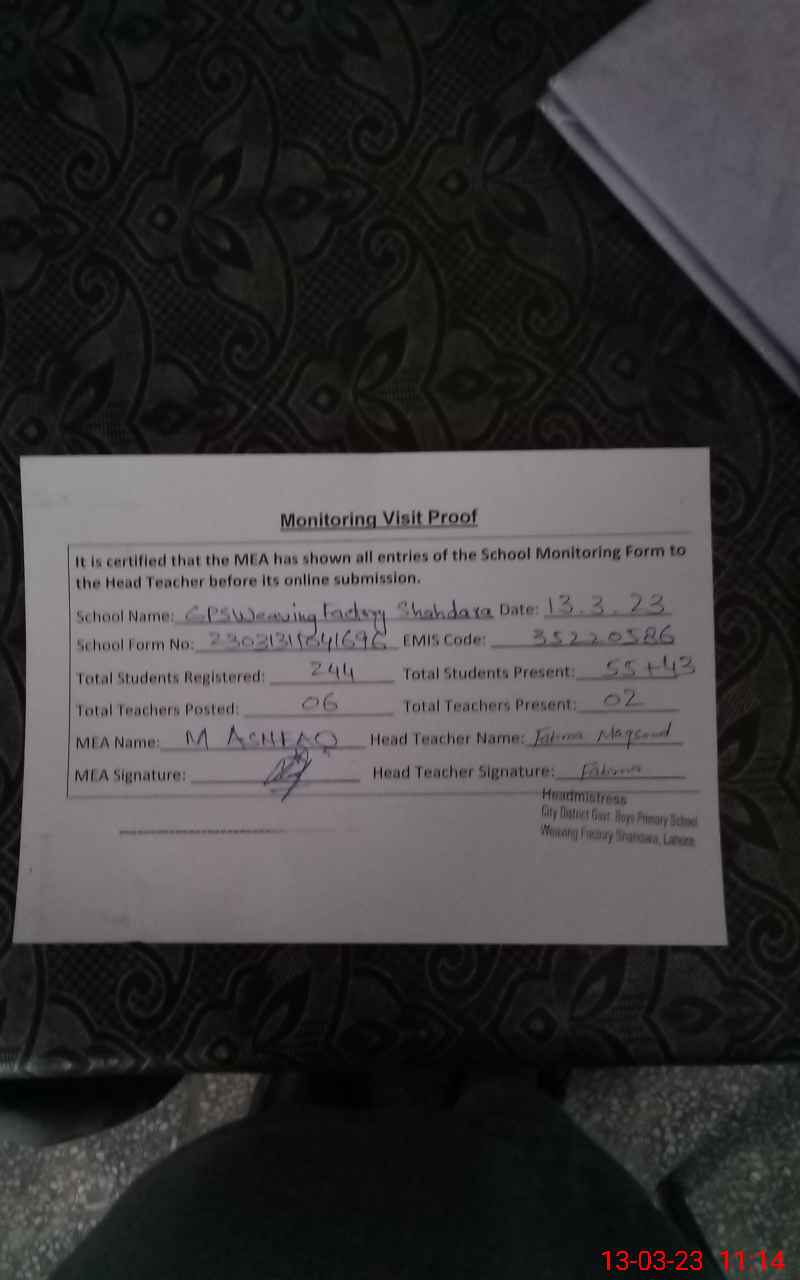 Monitoring Visit Proof
It is certified that the MEA has shown all entries of the School Monitoring Form to
the Head Teacher before its online submission.
School Name: GPS Weaving Factory Shahdara Date: 13.3.23
School Form No: EMIS Code: 35220586
Total Students Registered: 244 Total Students Present: 55+43
Total Teachers Posted: 06 Total Teachers Present: 02
MEA Name: M ASHFAQ Head Teacher Name: Fatima Maqsood
MEA Signature: Head Teacher Signature: Fatima
Headmistress
City District Govt. Boys Primary School
Weaving Factory Shahdara, Lahore
13-03-23 11:14